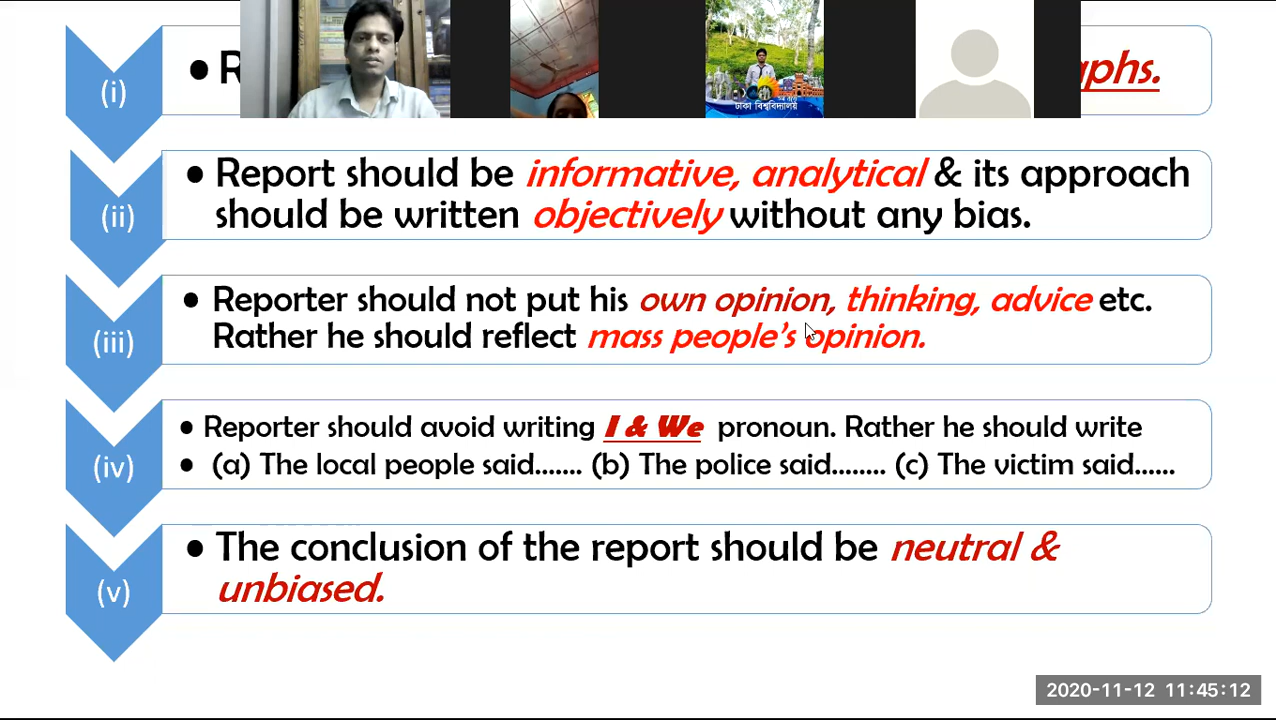 (i)
aphs.
(ii)
• Report should be informative, analytical & its approach
should be written objectively without any bias.
(iii)
• Reporter should not put his own opinion, thinking, advice etc.
Rather he should reflect mass people's opinion.
(iv)
• Reporter should avoid writing I & We pronoun. Rather he should write
• (a) The local people said....... (b) The police said........ (c) The victim said......
(v)
• The conclusion of the report should be neutral &
unbiased.
ঢাকা বিশ্ববিদ্যালয়
2020-11-12 11:45:12